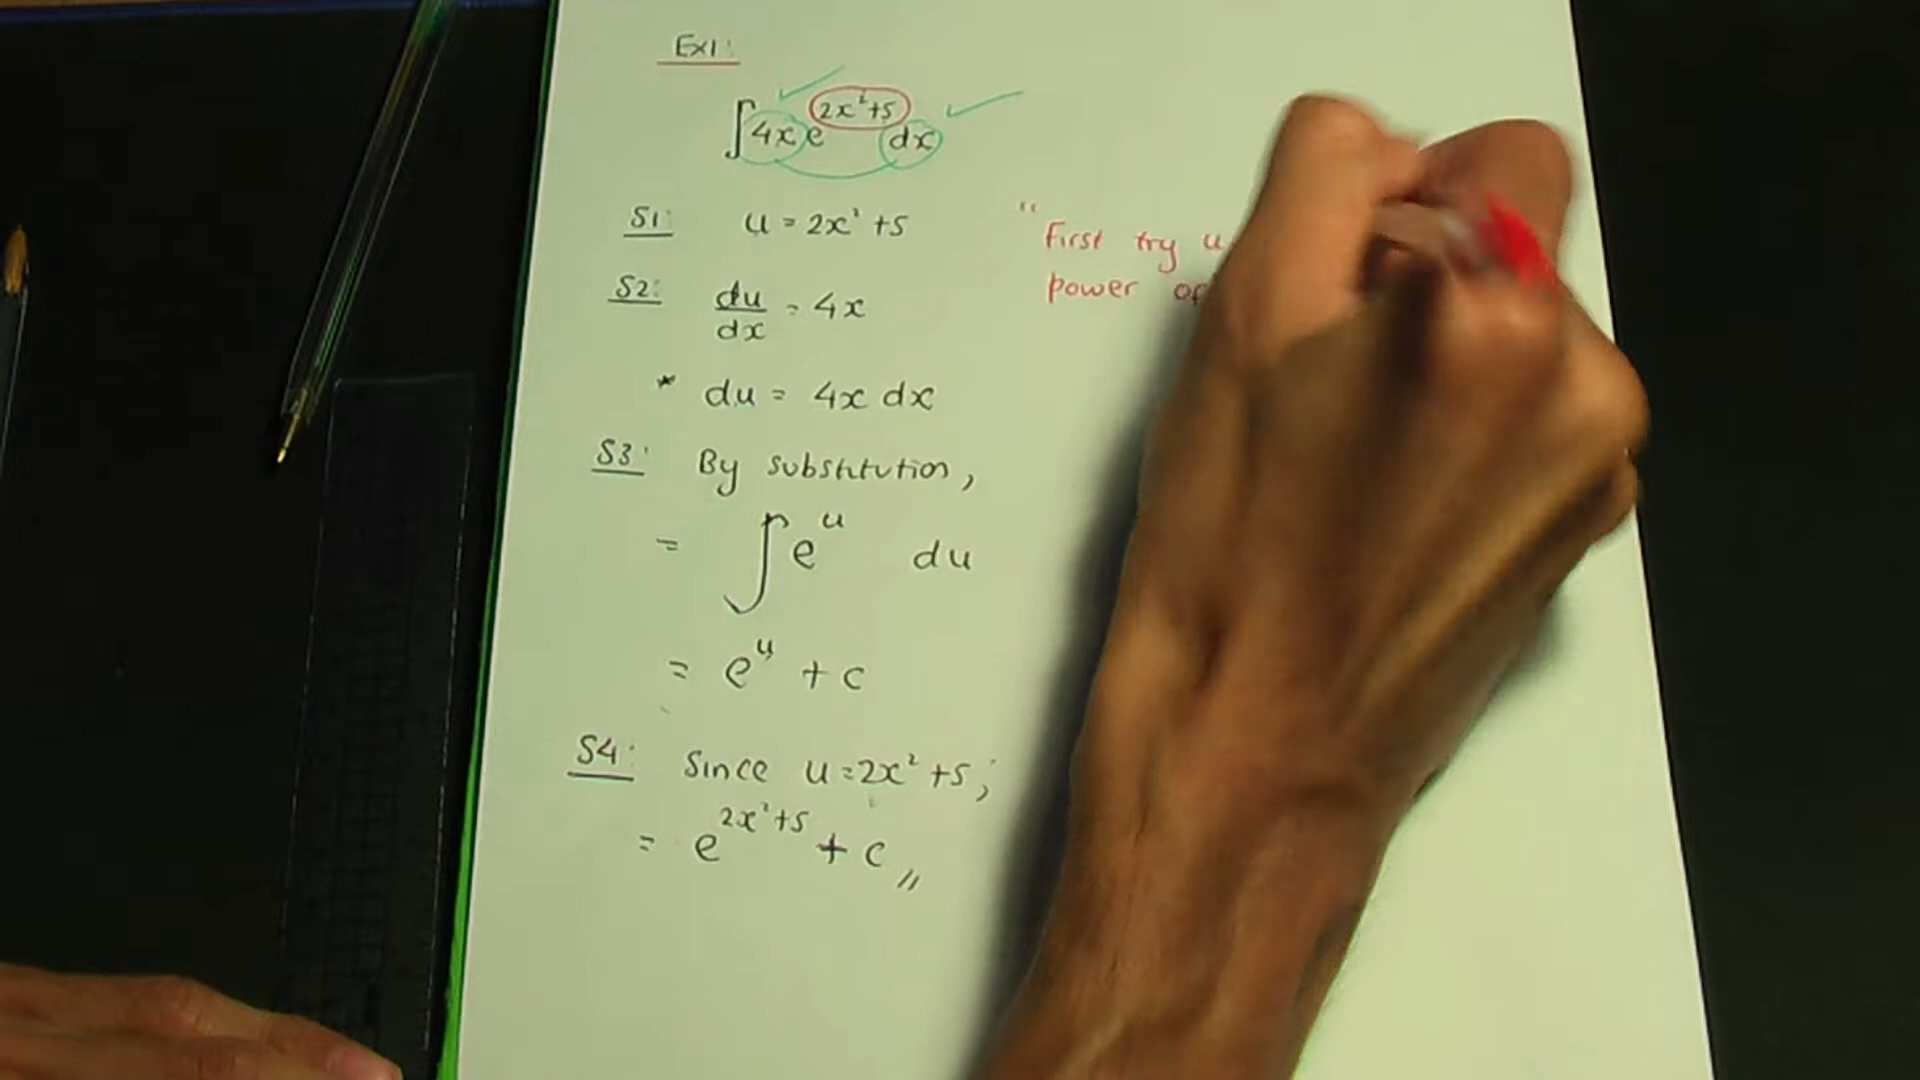 Ex1:
∫4xe^(2x²+5) dx
S1: u = 2x² +5
"First try u
power of
S2: du/dx = 4x
* du = 4x dx
S3: By substitution,
= ∫e^u du
= e^u + c
S4: Since u=2x²+5;
= e^(2x²+5) + c //